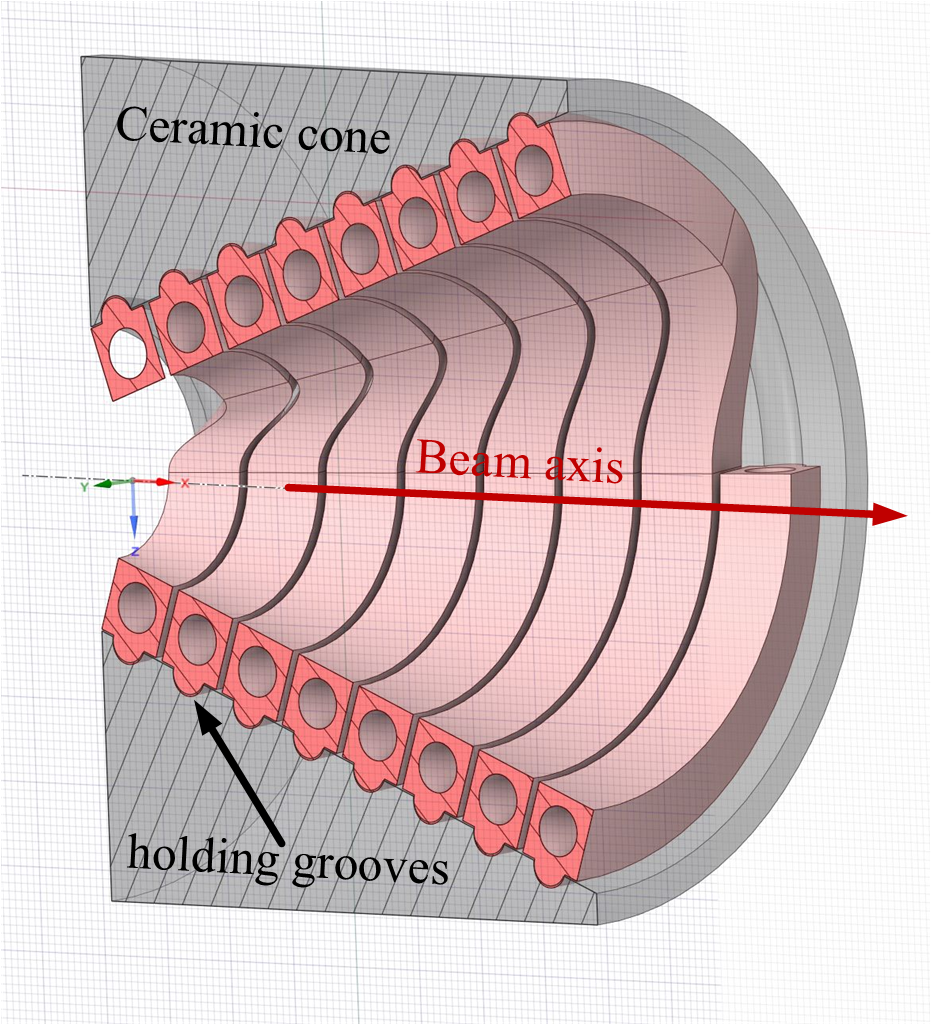 Ceramic cone
Beam axis
Y
X
Z
holding grooves